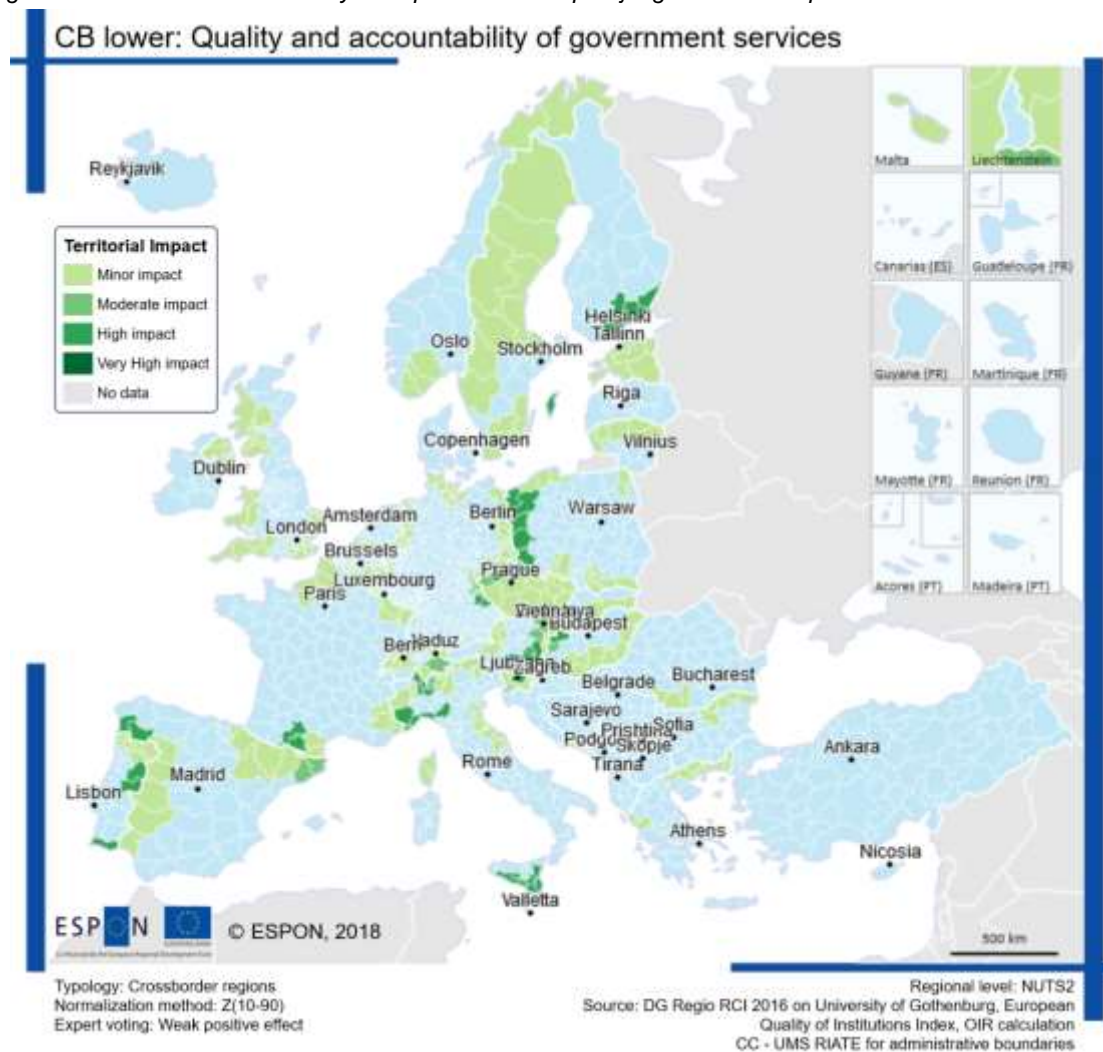 CB lower: Quality and accountability of government services
Reykjavik
Territorial Impact
Minor impact
Moderate impact
High impact
Very High impact
No data
Malta
Liechtenstein
Canarias (ES)
Guadeloupe (FR)
Guyane (FR)
Martinique (FR)
Mayotte (FR)
Reunion (FR)
Acores (PT)
Madeira (PT)
Helsinki
Tallinn
Oslo
Stockholm
Riga
Copenhagen
Vilnius
Dublin
Berlin
Warsaw
Amsterdam
London
Brussels
Prague
Luxembourg
Paris
Budapest
Bern
Vaduz
Zagreb
Bucharest
Belgrade
Sarajevo
Prishtina
Sofia
Skopje
Tirana
Ankara
Madrid
Rome
Lisbon
Athens
Nicosia
Valletta
ESPON
© ESPON, 2018
500 km
Typology: Crossborder regions
Normalization method: Z(10-90)
Expert voting: Weak positive effect
Regional level: NUTS2
Source: DG Regio RCI 2016 on University of Gothenburg, European
Quality of Institutions Index, OIR calculation
CC - UMS RIATE for administrative boundaries